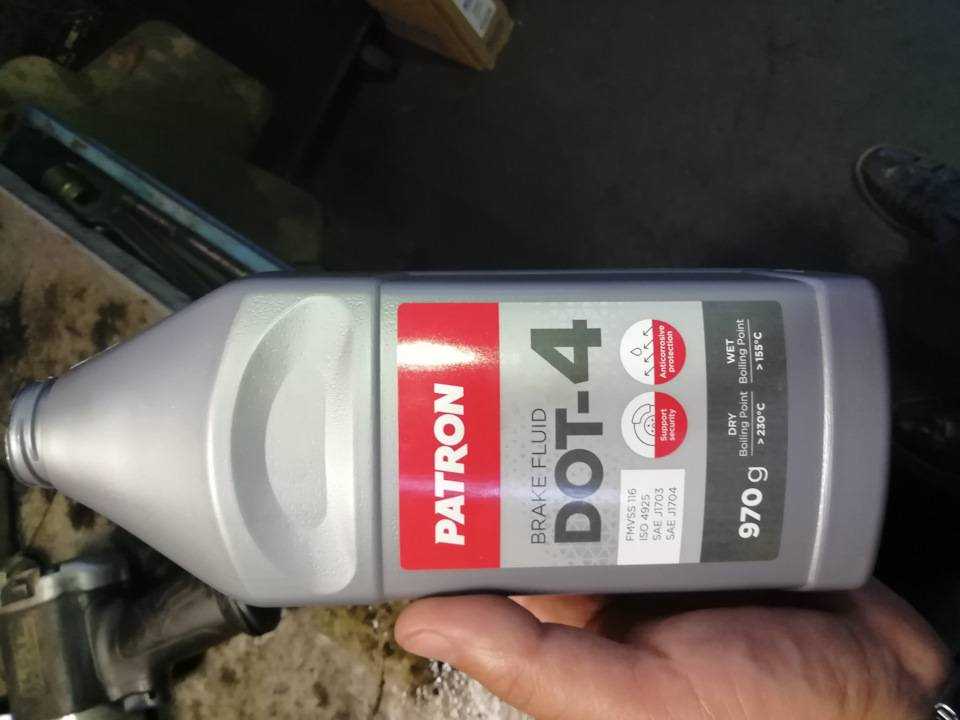 PATRON
BRAKE FLUID
DOT-4
FMVSS 116
ISO 4925
SAE J1703
SAE J1704
Support
security
Anticorrosive
protection
970 g
DRY
Boiling Point
> 230°C
WET
Boiling Point
> 155°C